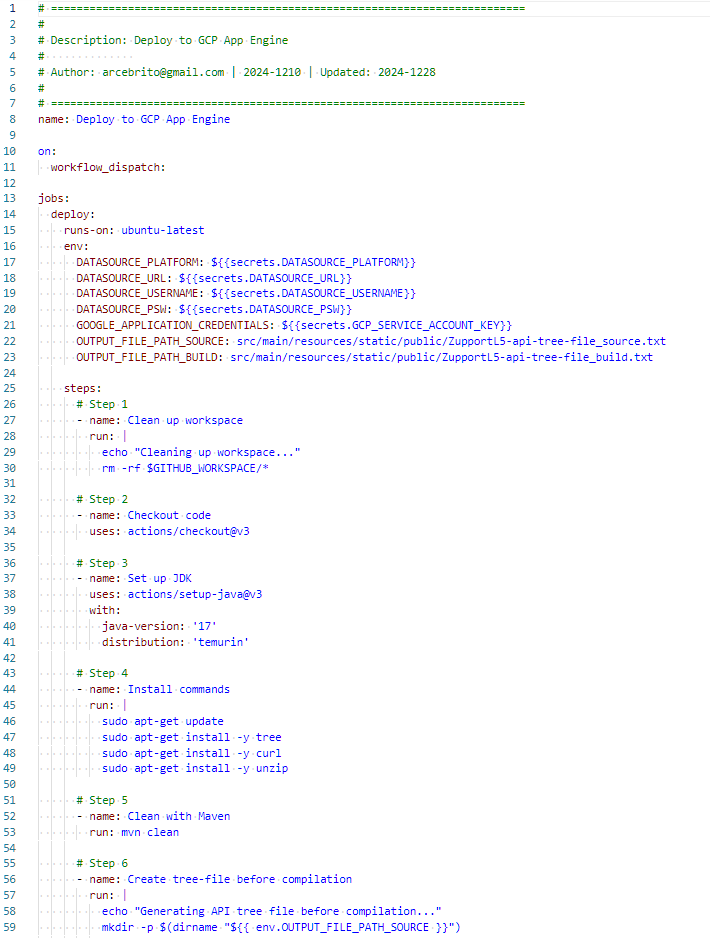 1 # ==========================================================================
2 #
3 # Description: Deploy to GCP App Engine
4 #
5 # Author: arcebrito@gmail.com | 2024-1210 | Updated: 2024-1228
6 #
7 # ==========================================================================
8 name: Deploy to GCP App Engine
9
10 on:
11   workflow_dispatch:
12
13 jobs:
14   deploy:
15     runs-on: ubuntu-latest
16     env:
17       DATASOURCE_PLATFORM: ${{secrets.DATASOURCE_PLATFORM}}
18       DATASOURCE_URL: ${{secrets.DATASOURCE_URL}}
19       DATASOURCE_USERNAME: ${{secrets.DATASOURCE_USERNAME}}
20       DATASOURCE_PSW: ${{secrets.DATASOURCE_PSW}}
21       GOOGLE_APPLICATION_CREDENTIALS: ${{secrets.GCP_SERVICE_ACCOUNT_KEY}}
22       OUTPUT_FILE_PATH_SOURCE: src/main/resources/static/public/ZupportL5-api-tree-file_source.txt
23       OUTPUT_FILE_PATH_BUILD: src/main/resources/static/public/ZupportL5-api-tree-file_build.txt
24
25     steps:
26       # Step 1
27       - name: Clean up workspace
28         run: |
29           echo "Cleaning up workspace..."
30           rm -rf $GITHUB_WORKSPACE/*
31
32       # Step 2
33       - name: Checkout code
34         uses: actions/checkout@v3
35
36       # Step 3
37       - name: Set up JDK
38         uses: actions/setup-java@v3
39         with:
40           java-version: '17'
41           distribution: 'temurin'
42
43       # Step 4
44       - name: Install commands
45         run: |
46           sudo apt-get update
47           sudo apt-get install -y tree
48           sudo apt-get install -y curl
49           sudo apt-get install -y unzip
50
51       # Step 5
52       - name: Clean with Maven
53         run: mvn clean
54
55       # Step 6
56       - name: Create tree-file before compilation
57         run: |
58           echo "Generating API tree file before compilation..."
59           mkdir -p $(dirname "${{ env.OUTPUT_FILE_PATH_SOURCE }}")